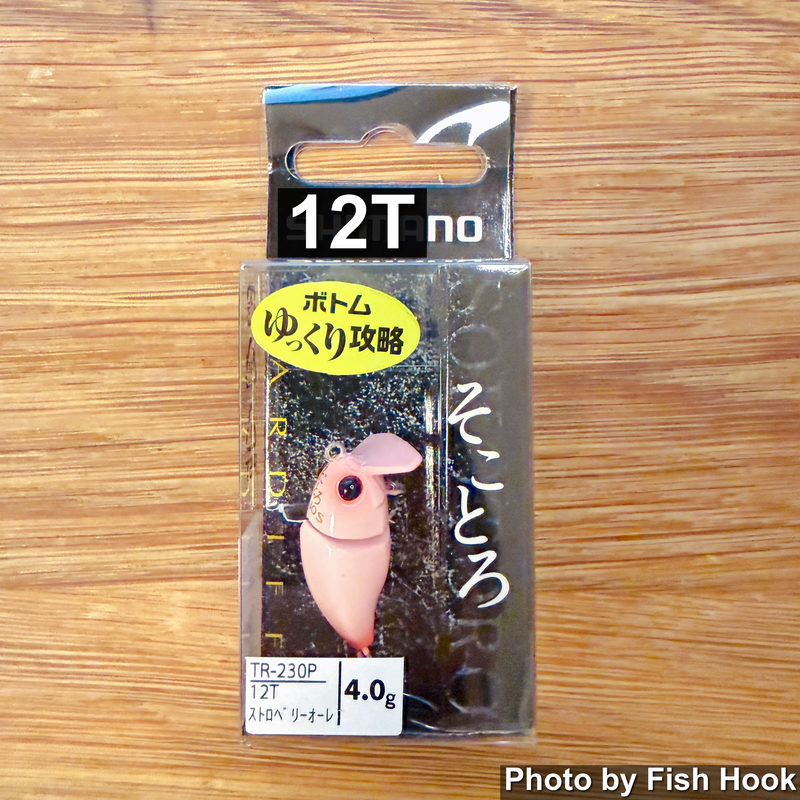 12T
no
ボトム
ゆっくり攻略
ARDIFF
そことろ
TR-230P
12T
ストロベリーオーレ
4.0g
Photo by Fish Hook